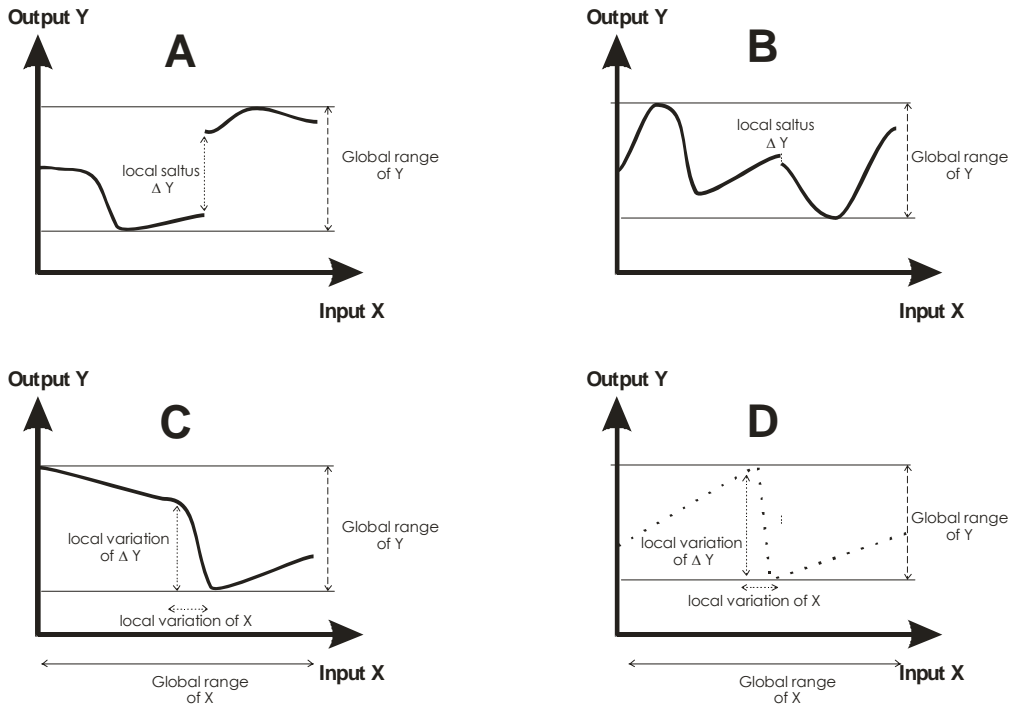 Output Y
A
local saltus
Δ Y
Global range
of Y
Input X
Output Y
B
local saltus
Δ Y
Global range
of Y
Input X
Output Y
C
local variation
of Δ Y
Global range
of Y
local variation of X
Input X
Global range
of X
Output Y
D
local variation
of Δ Y
Global range
of Y
local variation of X
Input X
Global range
of X